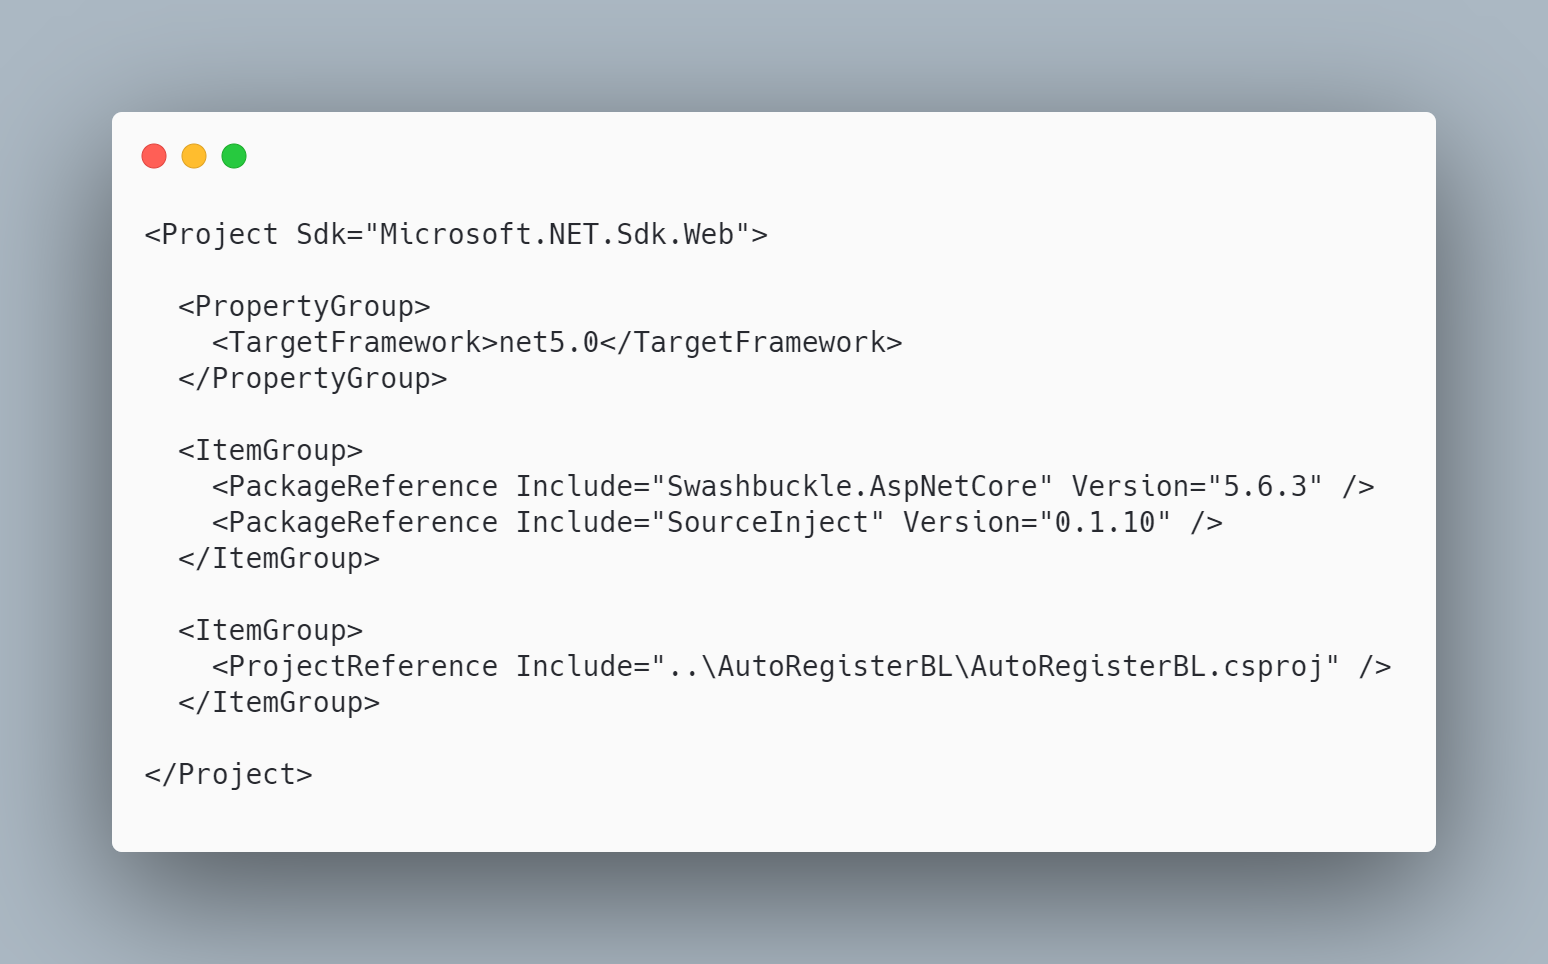 <Project Sdk="Microsoft.NET.Sdk.Web">
  <PropertyGroup>
    <TargetFramework>net5.0</TargetFramework>
  </PropertyGroup>
  <ItemGroup>
    <PackageReference Include="Swashbuckle.AspNetCore" Version="5.6.3" />
    <PackageReference Include="SourceInject" Version="0.1.10" />
  </ItemGroup>
  <ItemGroup>
    <ProjectReference Include="..\AutoRegisterBL\AutoRegisterBL.csproj" />
  </ItemGroup>
</Project>